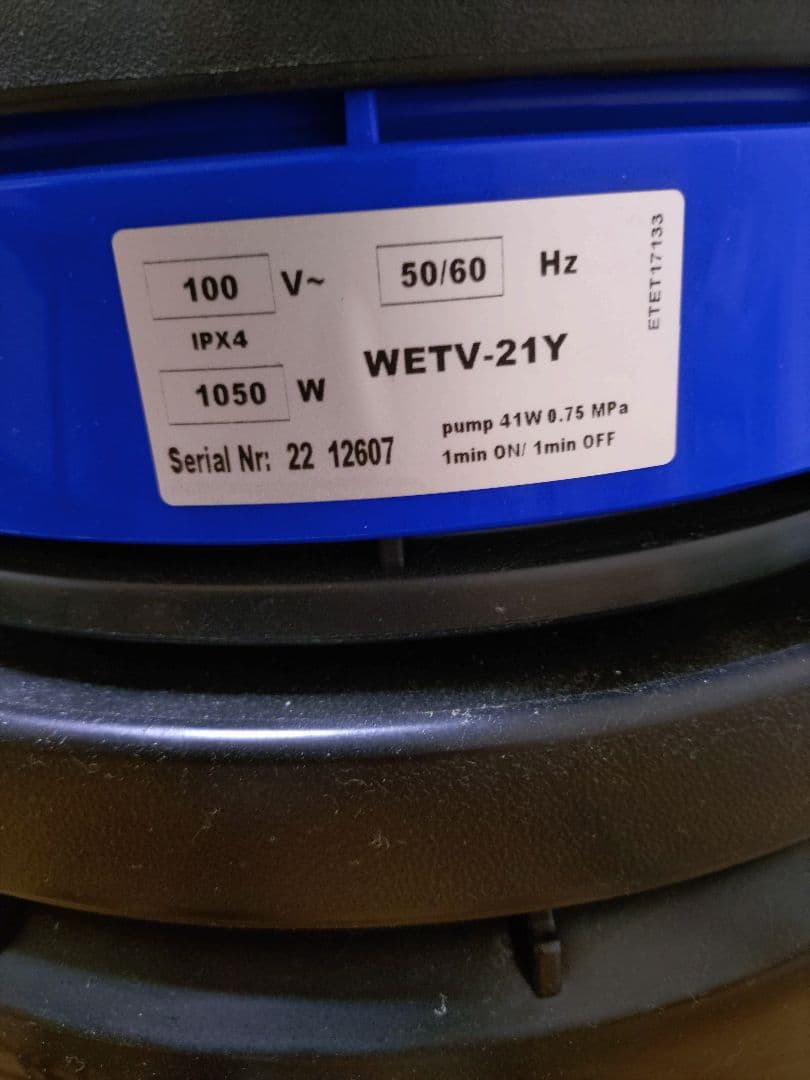 100 V~ 50/60 Hz
IPX4
WETV-21Y
1050 W
pump 41W 0.75 MPa
Serial Nr: 22 12607
1min ON/ 1min OFF
ETET17133